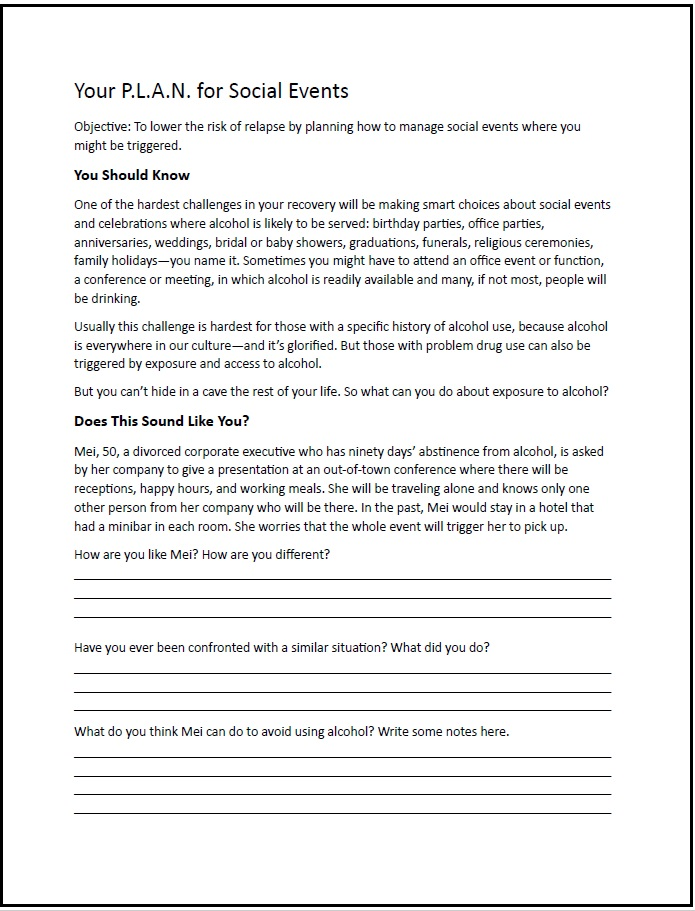 Your P.L.A.N. for Social Events
Objective: To lower the risk of relapse by planning how to manage social events where you
might be triggered.
You Should Know
One of the hardest challenges in your recovery will be making smart choices about social events
and celebrations where alcohol is likely to be served: birthday parties, office parties,
anniversaries, weddings, bridal or baby showers, graduations, funerals, religious ceremonies,
family holidays—you name it. Sometimes you might have to attend an office event or function,
a conference or meeting, in which alcohol is readily available and many, if not most, people will
be drinking.
Usually this challenge is hardest for those with a specific history of alcohol use, because alcohol
is everywhere in our culture—and it’s glorified. But those with problem drug use can also be
triggered by exposure and access to alcohol.
But you can’t hide in a cave the rest of your life. So what can you do about exposure to alcohol?
Does This Sound Like You?
Mei, 50, a divorced corporate executive who has ninety days’ abstinence from alcohol, is asked
by her company to give a presentation at an out-of-town conference where there will be
receptions, happy hours, and working meals. She will be traveling alone and knows only one
other person from her company who will be there. In the past, Mei would stay in a hotel that
had a minibar in each room. She worries that the whole event will trigger her to pick up.
How are you like Mei? How are you different?
Have you ever been confronted with a similar situation? What did you do?
What do you think Mei can do to avoid using alcohol? Write some notes here.